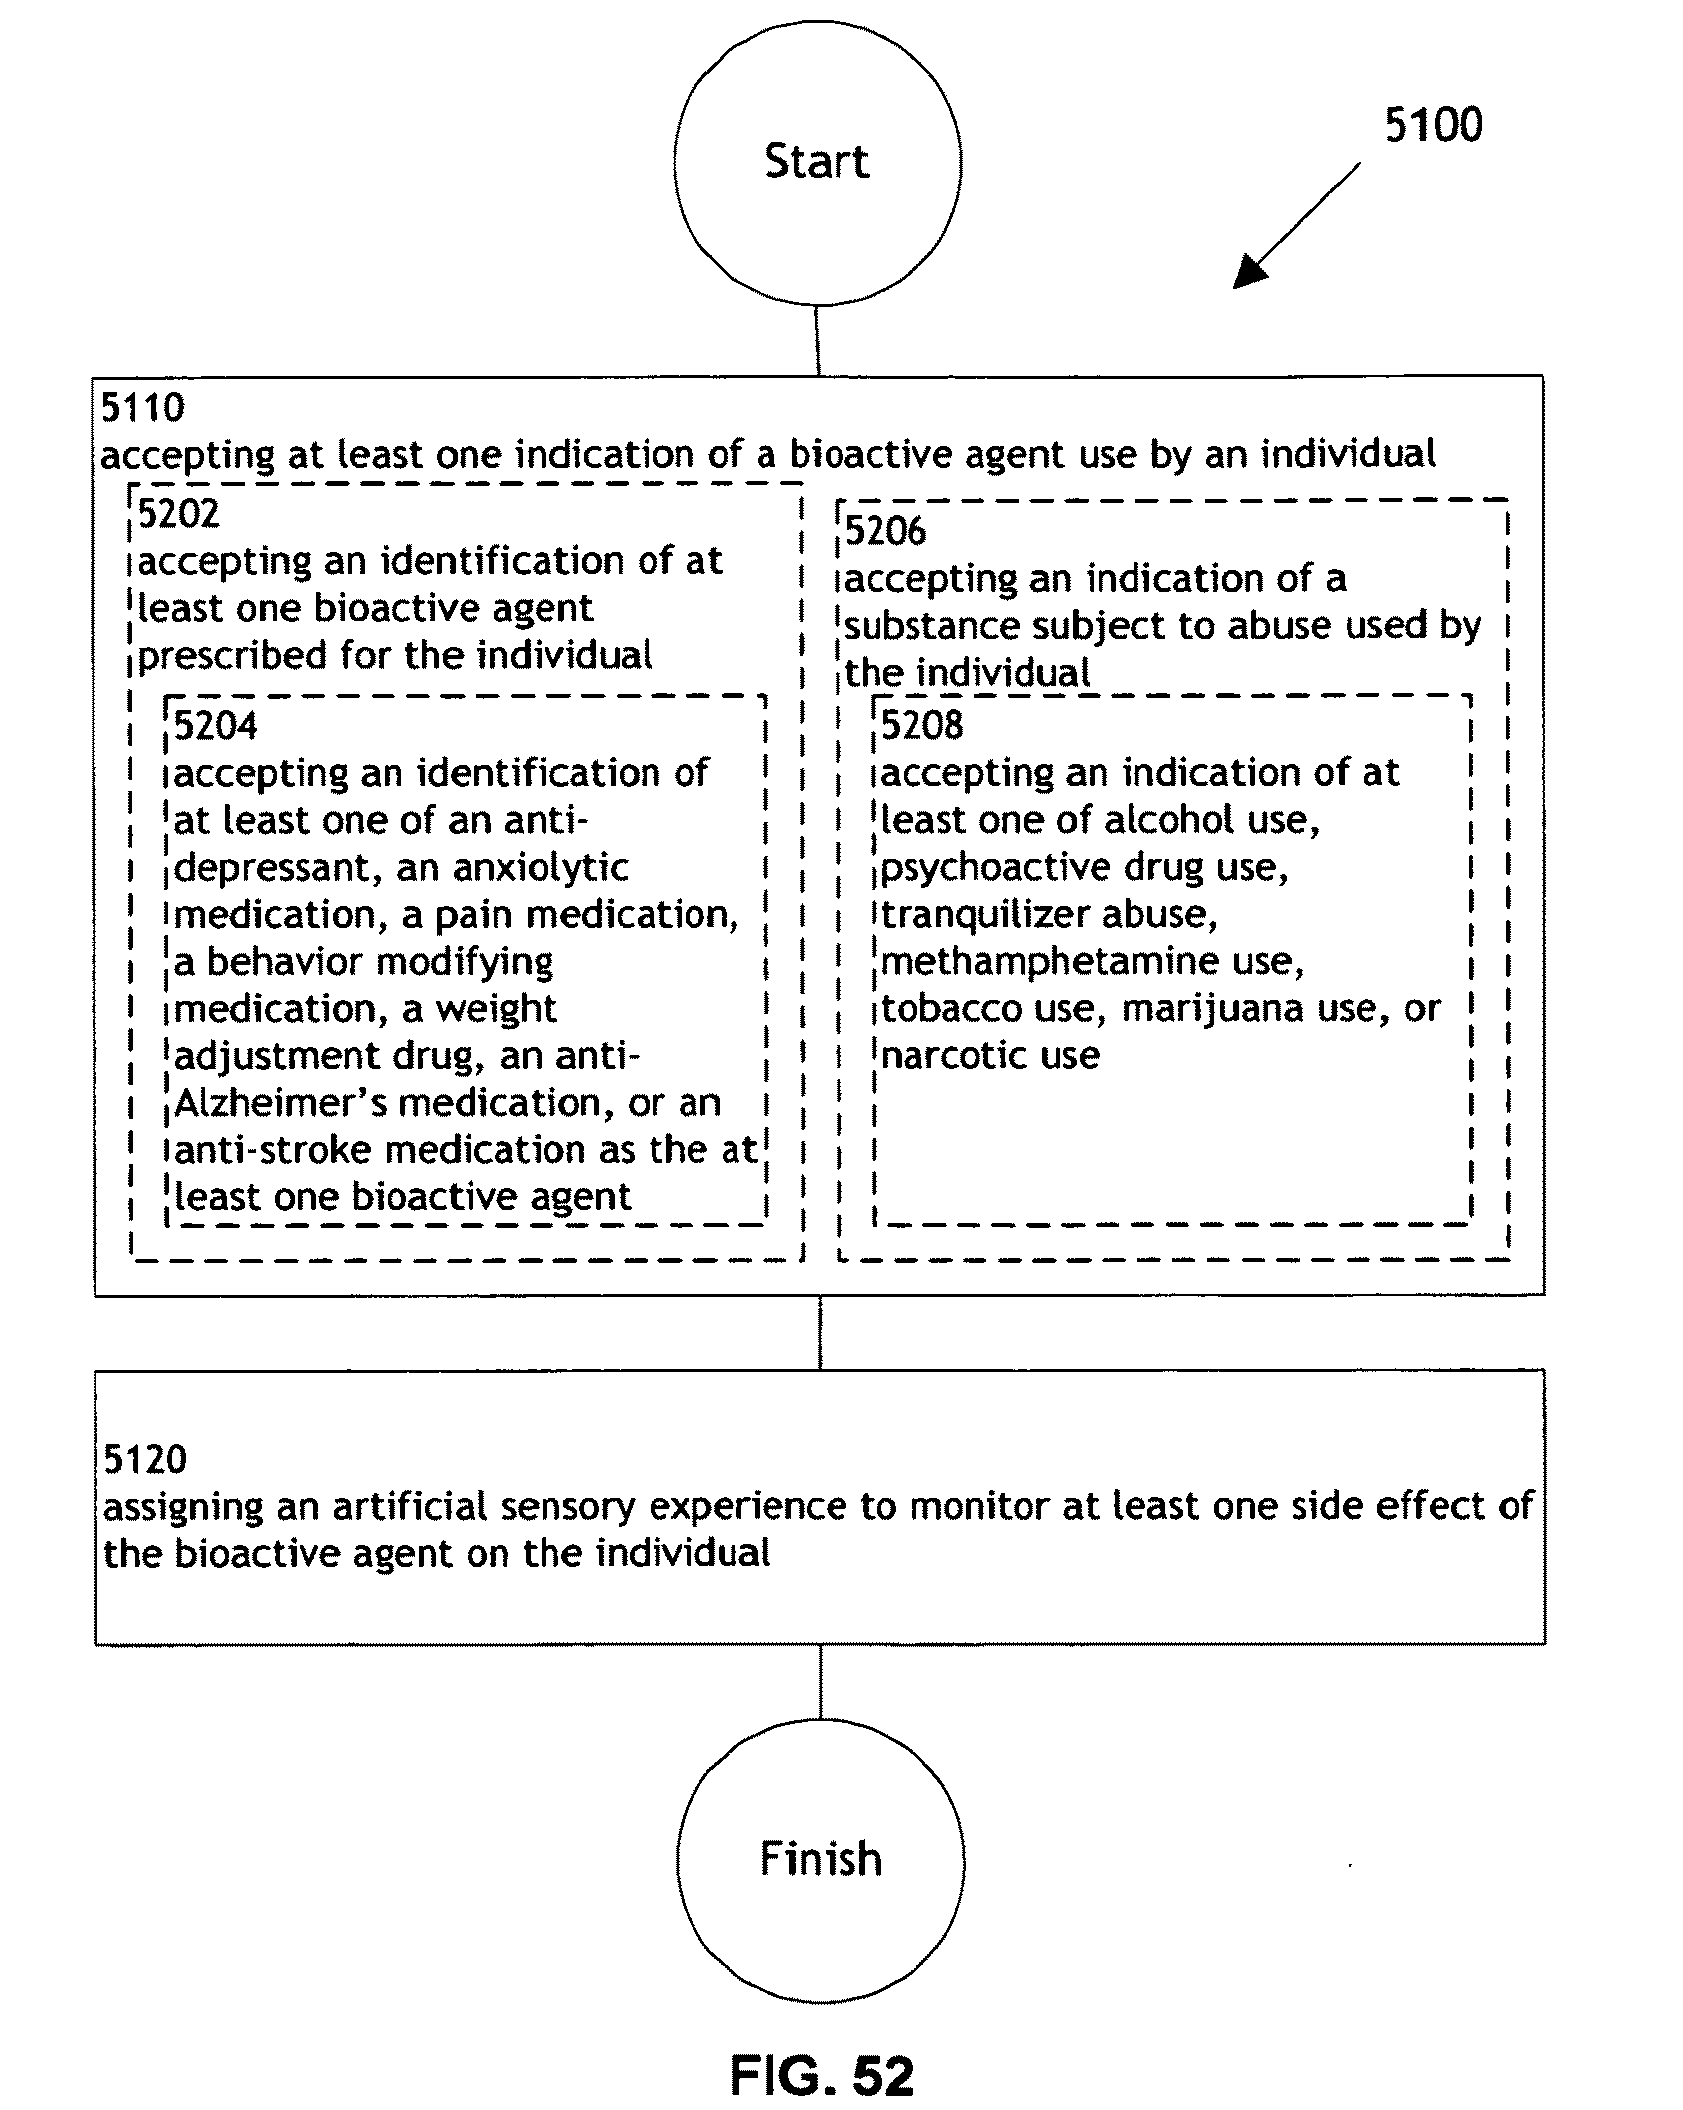 Start
5100
5110
accepting at least one indication of a bioactive agent use by an individual
5202
accepting an identification of at
least one bioactive agent
prescribed for the individual
5204
accepting an identification of
at least one of an anti-
depressant, an anxiolytic
medication, a pain medication,
a behavior modifying
medication, a weight
adjustment drug, an anti-
Alzheimer's medication, or an
anti-stroke medication as the at
least one bioactive agent
5206
accepting an indication of a
substance subject to abuse used by
the individual
5208
accepting an indication of at
least one of alcohol use,
psychoactive drug use,
tranquilizer abuse,
methamphetamine use,
tobacco use, marijuana use, or
narcotic use
5120
assigning an artificial sensory experience to monitor at least one side effect of
the bioactive agent on the individual
Finish
FIG. 52